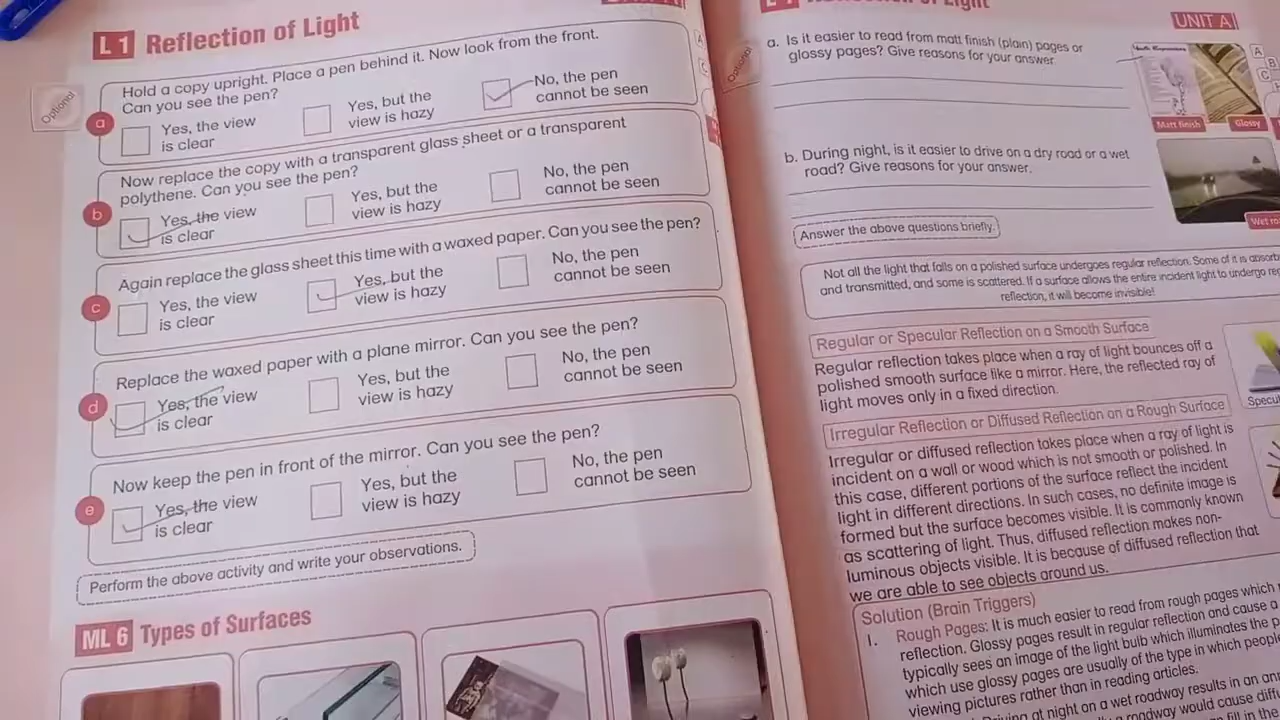 L 1 Reflection of Light
Optional
Hold a copy upright. Place a pen behind it. Now look from the front.
Can you see the pen?
a
Yes, the view
is clear
Yes, but the
view is hazy
No, the pen
cannot be seen
Now replace the copy with a transparent glass sheet or a transparent
polythene. Can you see the pen?
b
Yes, the view
is clear
Yes, but the
view is hazy
No, the pen
cannot be seen
Again replace the glass sheet this time with a waxed paper. Can you see the pen?
c
Yes, the view
is clear
Yes, but the
view is hazy
No, the pen
cannot be seen
Replace the waxed paper with a plane mirror. Can you see the pen?
d
Yes, the view
is clear
Yes, but the
view is hazy
No, the pen
cannot be seen
Now keep the pen in front of the mirror. Can you see the pen?
e
Yes, the view
is clear
Yes, but the
view is hazy
No, the pen
cannot be seen
Perform the above activity and write your observations.
ML 6 Types of Surfaces
UNIT A
Optional
a. Is it easier to read from matt finish (plain) pages or
glossy pages? Give reasons for your answer.
A
B
C
Matt finish
Glossy
b. During night, is it easier to drive on a dry road or a wet
road? Give reasons for your answer.
Wet
Answer the above questions briefly.
Not all the light that falls on a polished surface undergoes regular reflection. Some of it is
and transmitted, and some is scattered. If a surface allows the entire incident light to undergo
reflection, it will become invisible!
Regular or Specular Reflection on a Smooth Surface
Regular reflection takes place when a ray of light bounces off a
polished smooth surface like a mirror. Here, the reflected ray of
light moves only in a fixed direction.
Irregular Reflection or Diffused Reflection on a Rough Surface
Irregular or diffused reflection takes place when a ray of light is
incident on a wall or wood which is not smooth or polished. In
this case, different portions of the surface reflect the incident
light in different directions. In such cases, no definite image is
formed but the surface becomes visible. It is commonly known
as scattering of light. Thus, diffused reflection makes non-
luminous objects visible. It is because of diffused reflection that
we are able to see objects around us.
Solution (Brain Triggers)
1. Rough Pages: It is much easier to read from rough pages which
reflection. Glossy pages result in regular reflection and cause a
typically sees an image of the light bulb which illuminates the
which use glossy pages are usually of the type in which people
viewing pictures rather than in reading articles.
Driving at night on a wet roadway results in an
roadway would cause
fill in the